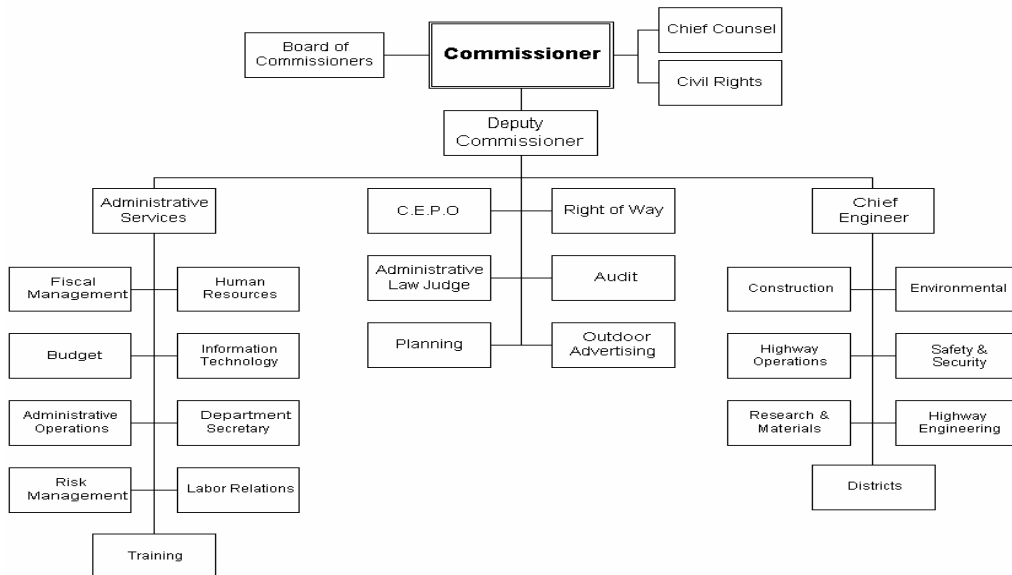 Board of
Commissioners
Commissioner
Chief Counsel
Civil Rights
Deputy
Commissioner
Administrative
Services
C.E.P.O
Right of Way
Chief
Engineer
Fiscal
Management
Human
Resources
Administrative
Law Judge
Audit
Construction
Environmental
Budget
Information
Technology
Planning
Outdoor
Advertising
Highway
Operations
Safety &
Security
Administrative
Operations
Department
Secretary
Research &
Materials
Highway
Engineering
Risk
Management
Labor Relations
Districts
Training